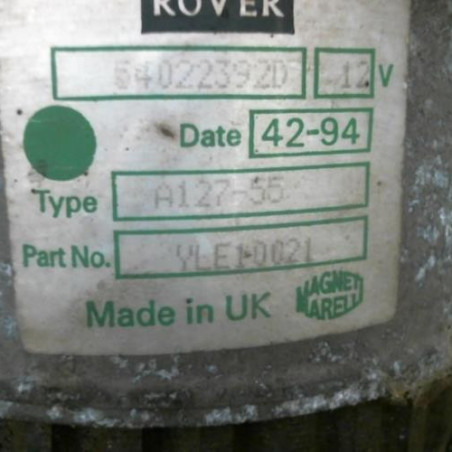 ROVER
54022392D 12 V
Date 42-94
Type A127-55
Part No. YLE10021
Made in UK MAGNETI MARELLI